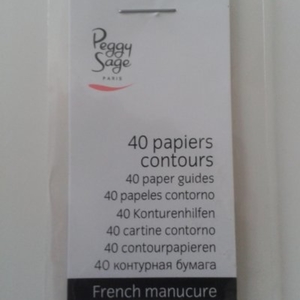 Peggy
Sage
PARIS
40 papiers
contours
40 paper guides
40 papeles contorno
40 Konturenhilfen
40 cartine contorno
40 contourpapieren
40 контурная бумага
French manucure